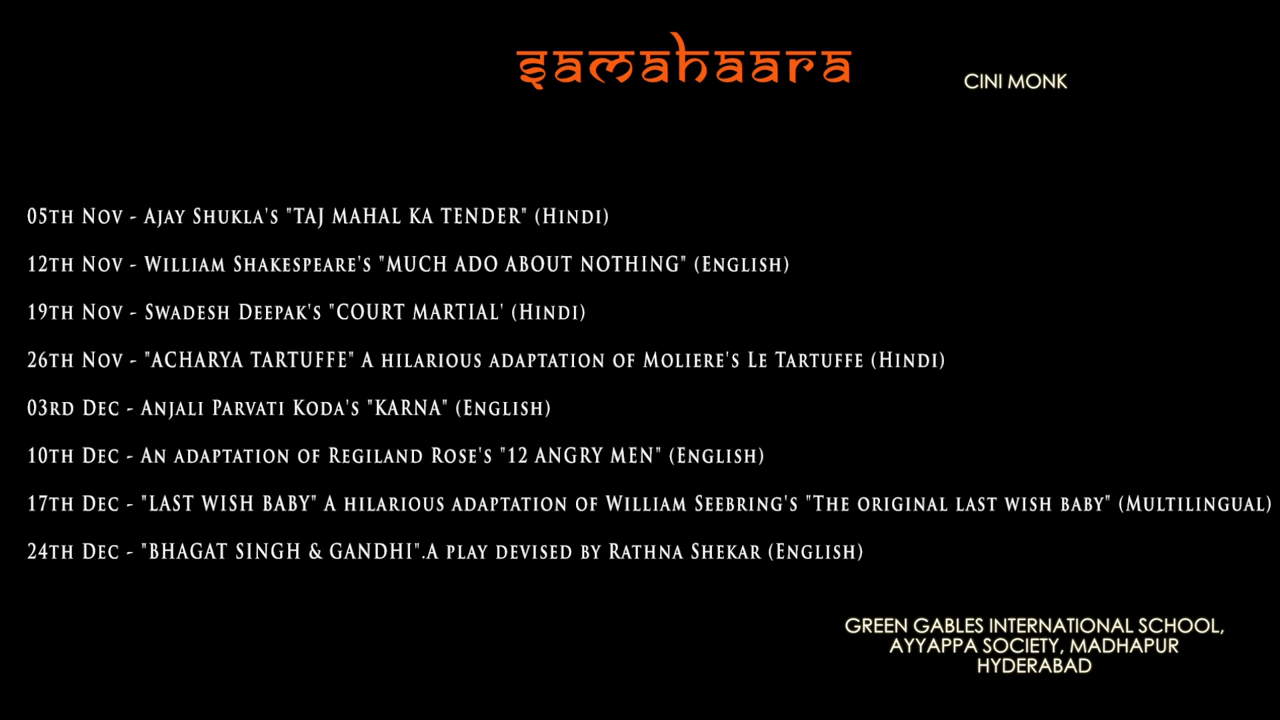 samahaara
CINI MONK
05th Nov - Ajay Shukla's "TAJ MAHAL KA TENDER" (Hindi)
12th Nov - William Shakespeare's "MUCH ADO ABOUT NOTHING" (English)
19th Nov - Swadesh Deepak's "COURT MARTIAL' (Hindi)
26th Nov - "ACHARYA TARTUFFE" A hilarious adaptation of Moliere's Le Tartuffe (Hindi)
03rd Dec - Anjali Parvati Koda's "KARNA" (English)
10th Dec - An adaptation of Regiland Rose's "12 ANGRY MEN" (English)
17th Dec - "LAST WISH BABY" A hilarious adaptation of William Seebring's "The original last wish baby" (Multilingual)
24th Dec - "BHAGAT SINGH & GANDHI".A play devised by Rathna Shekar (English)
GREEN GABLES INTERNATIONAL SCHOOL,
AYYAPPA SOCIETY, MADHAPUR
HYDERABAD